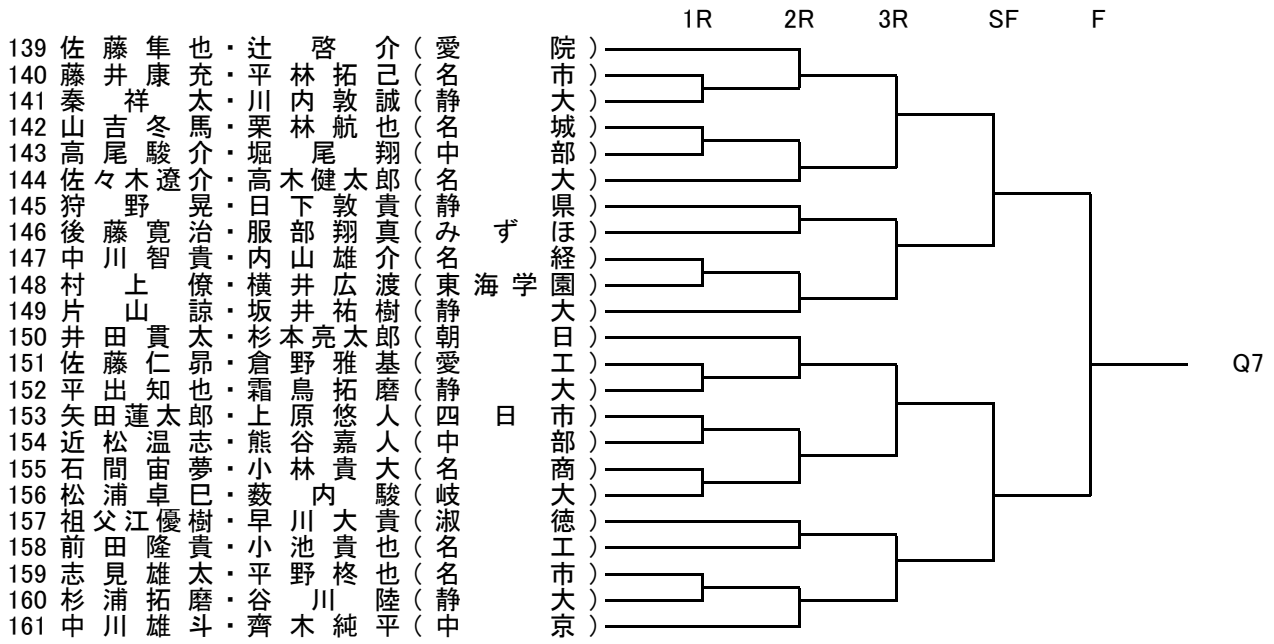 1R 2R 3R SF F
139 佐藤隼也・辻啓介(愛院)
140 藤井康充・平林拓己(名市)
141 秦祥太・川内敦誠(静大)
142 山吉冬馬・栗林航也(名城)
143 高尾駿介・堀尾翔(中部)
144 佐々木遼介・高木健太郎(名大)
145 狩野晃・日下敦貴(静県)
146 後藤寛治・服部翔真(みずほ)
147 中川智貴・内山雄介(名経)
148 村上僚・横井広渡(東海学園)
149 片山諒・坂井祐樹(静大)
150 井田貫太・杉本亮太郎(朝日)
151 佐藤仁昴・倉野雅基(愛工)
Q7
152 平出知也・霜鳥拓磨(静大)
153 矢田蓮太郎・上原悠人(四日市)
154 近松温志・熊谷嘉人(中部)
155 石間宙夢・小林貴大(名商)
156 松浦卓巳・薮内駿(岐大)
157 祖父江優樹・早川大貴(淑徳)
158 前田隆貴・小池貴也(名工)
159 志見雄太・平野柊也(名市)
160 杉浦拓磨・谷川陸(静大)
161 中川雄斗・齊木純平(中京)